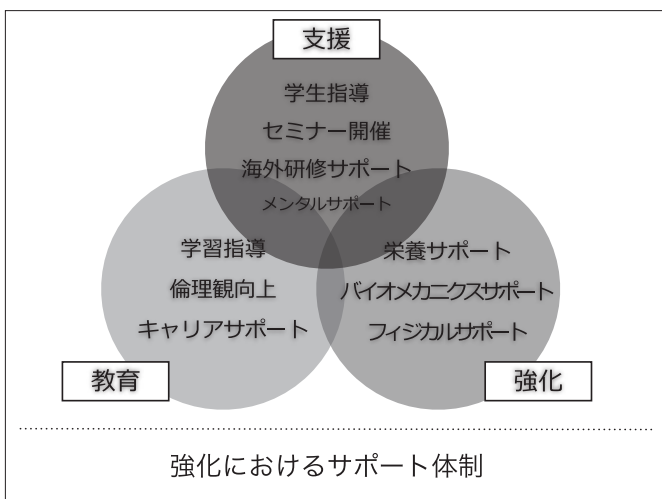 支援
学生指導
セミナー開催
海外研修サポート
メンタルサポート
学習指導
倫理観向上
キャリアサポート
教育
栄養サポート
バイオメカニクスサポート
フィジカルサポート
強化
強化におけるサポート体制